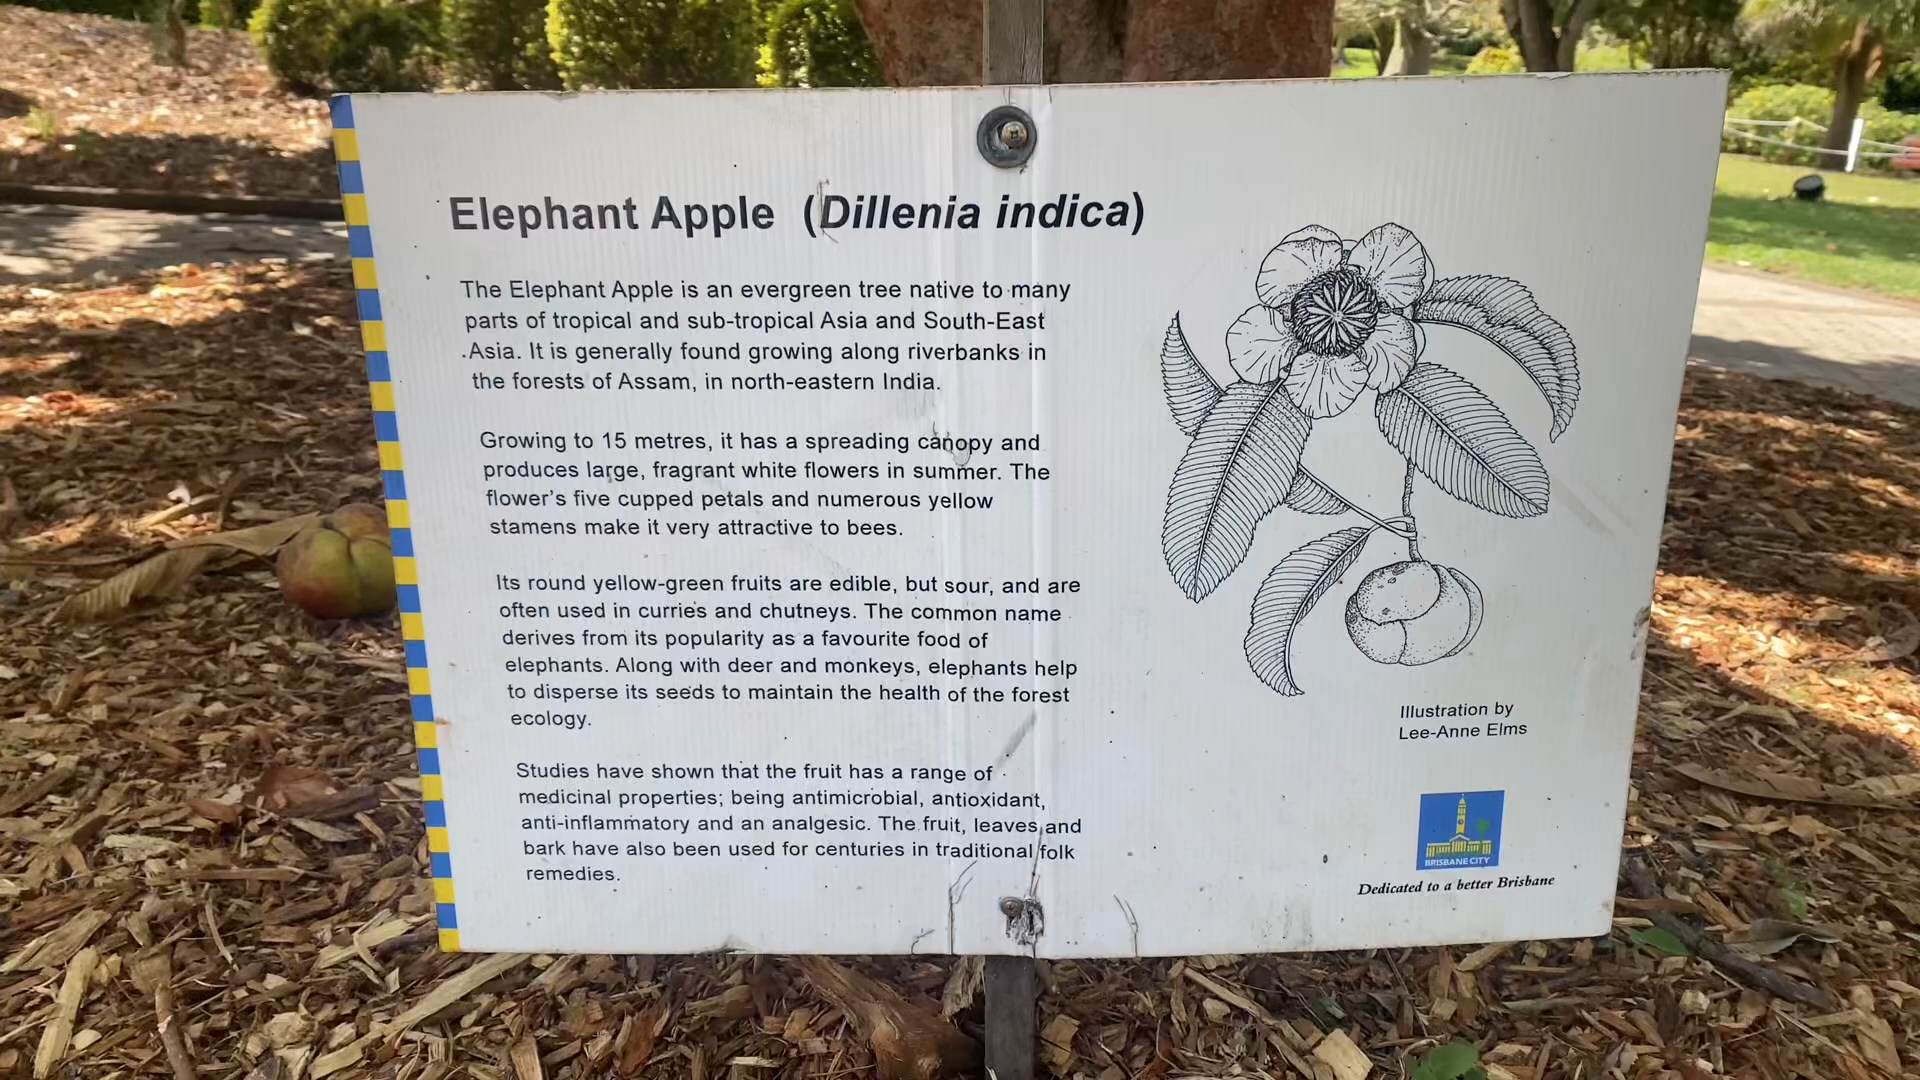 Elephant Apple (Dillenia indica)
The Elephant Apple is an evergreen tree native to many
parts of tropical and sub-tropical Asia and South-East
Asia. It is generally found growing along riverbanks in
the forests of Assam, in north-eastern India.
Growing to 15 metres, it has a spreading canopy and
produces large, fragrant white flowers in summer. The
flower's five cupped petals and numerous yellow
stamens make it very attractive to bees.
Its round yellow-green fruits are edible, but sour, and are
often used in curries and chutneys. The common name
derives from its popularity as a favourite food of
elephants. Along with deer and monkeys, elephants help
to disperse its seeds to maintain the health of the forest
ecology.
Studies have shown that the fruit has a range of
medicinal properties; being antimicrobial, antioxidant,
anti-inflammatory and an analgesic. The fruit, leaves and
bark have also been used for centuries in traditional folk
remedies.
Illustration by
Lee-Anne Elms
BRISBANE CITY
Dedicated to a better Brisbane